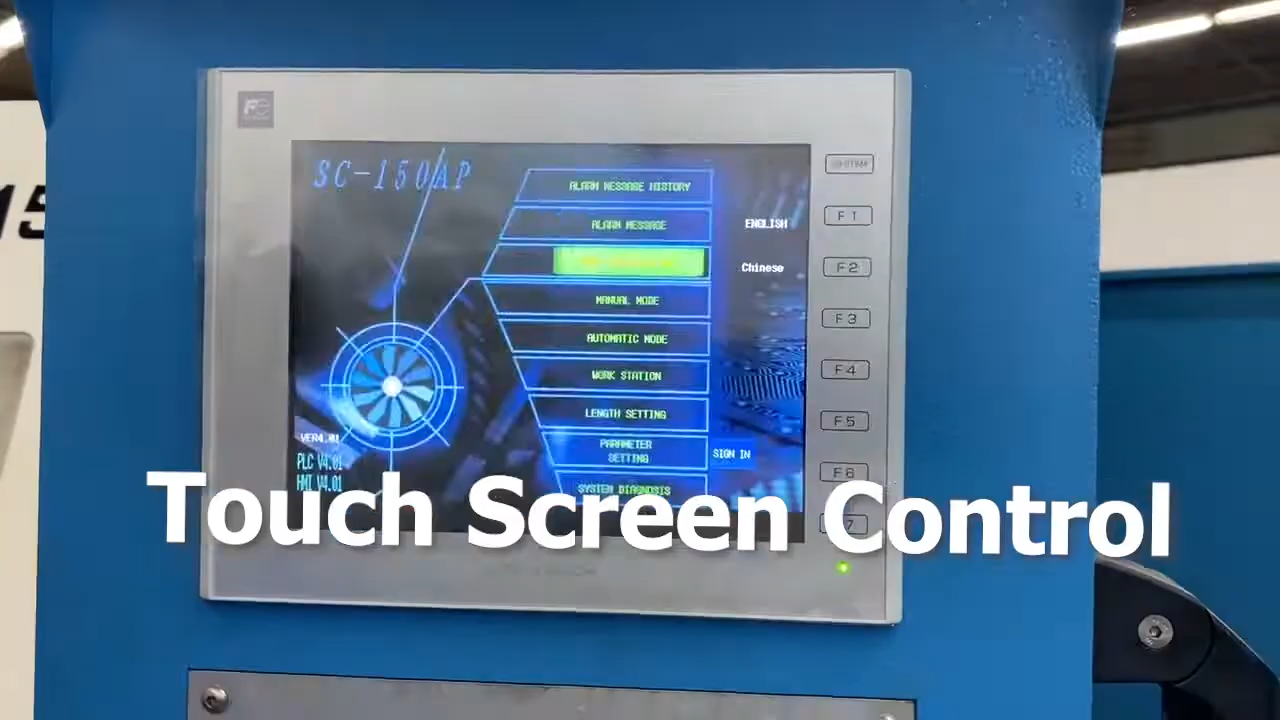 15
SC-150AP
ALARM MESSAGE HISTORY
ALARM MESSAGE
MANUAL MODE
AUTOMATIC MODE
WORK STATION
LENGTH SETTING
PARAMETER
SETTING
SYSTEM DIAGNOSIS
ENGLISH
Chinese
SIGN IN
PLC V4.01
HMI V4.01
SYSTEM
F1
F2
F3
F4
F5
F6
Touch Screen Control